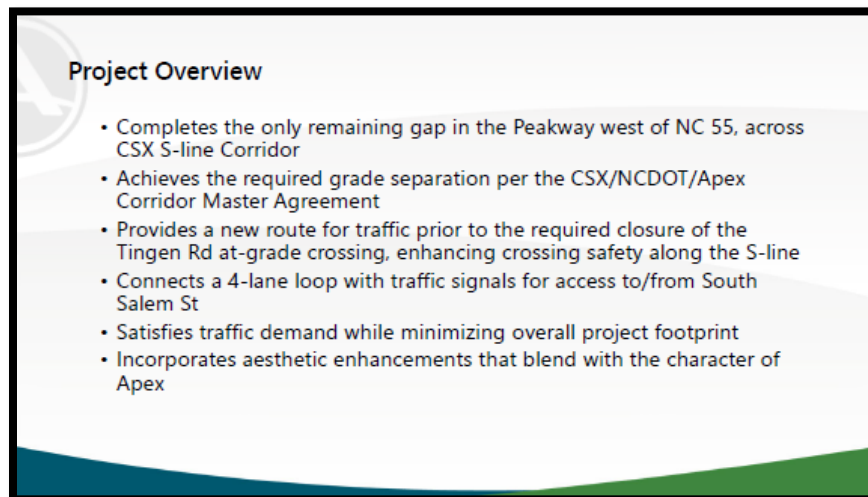 Project Overview
• Completes the only remaining gap in the Peakway west of NC 55, across
CSX S-line Corridor
• Achieves the required grade separation per the CSX/NCDOT/Apex
Corridor Master Agreement
• Provides a new route for traffic prior to the required closure of the
Tingen Rd at-grade crossing, enhancing crossing safety along the S-line
• Connects a 4-lane loop with traffic signals for access to/from South
Salem St
• Satisfies traffic demand while minimizing overall project footprint
• Incorporates aesthetic enhancements that blend with the character of
Apex